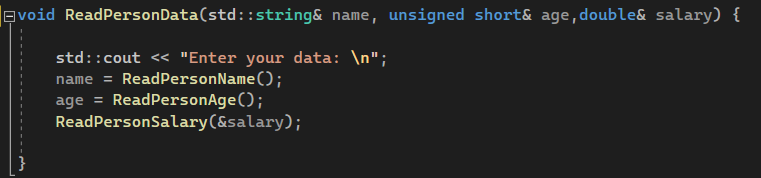 void ReadPersonData(std::string& name, unsigned short& age,double& salary) {
std::cout << "Enter your data: \n";
name = ReadPersonName();
age = ReadPersonAge();
ReadPersonSalary(&salary);
}